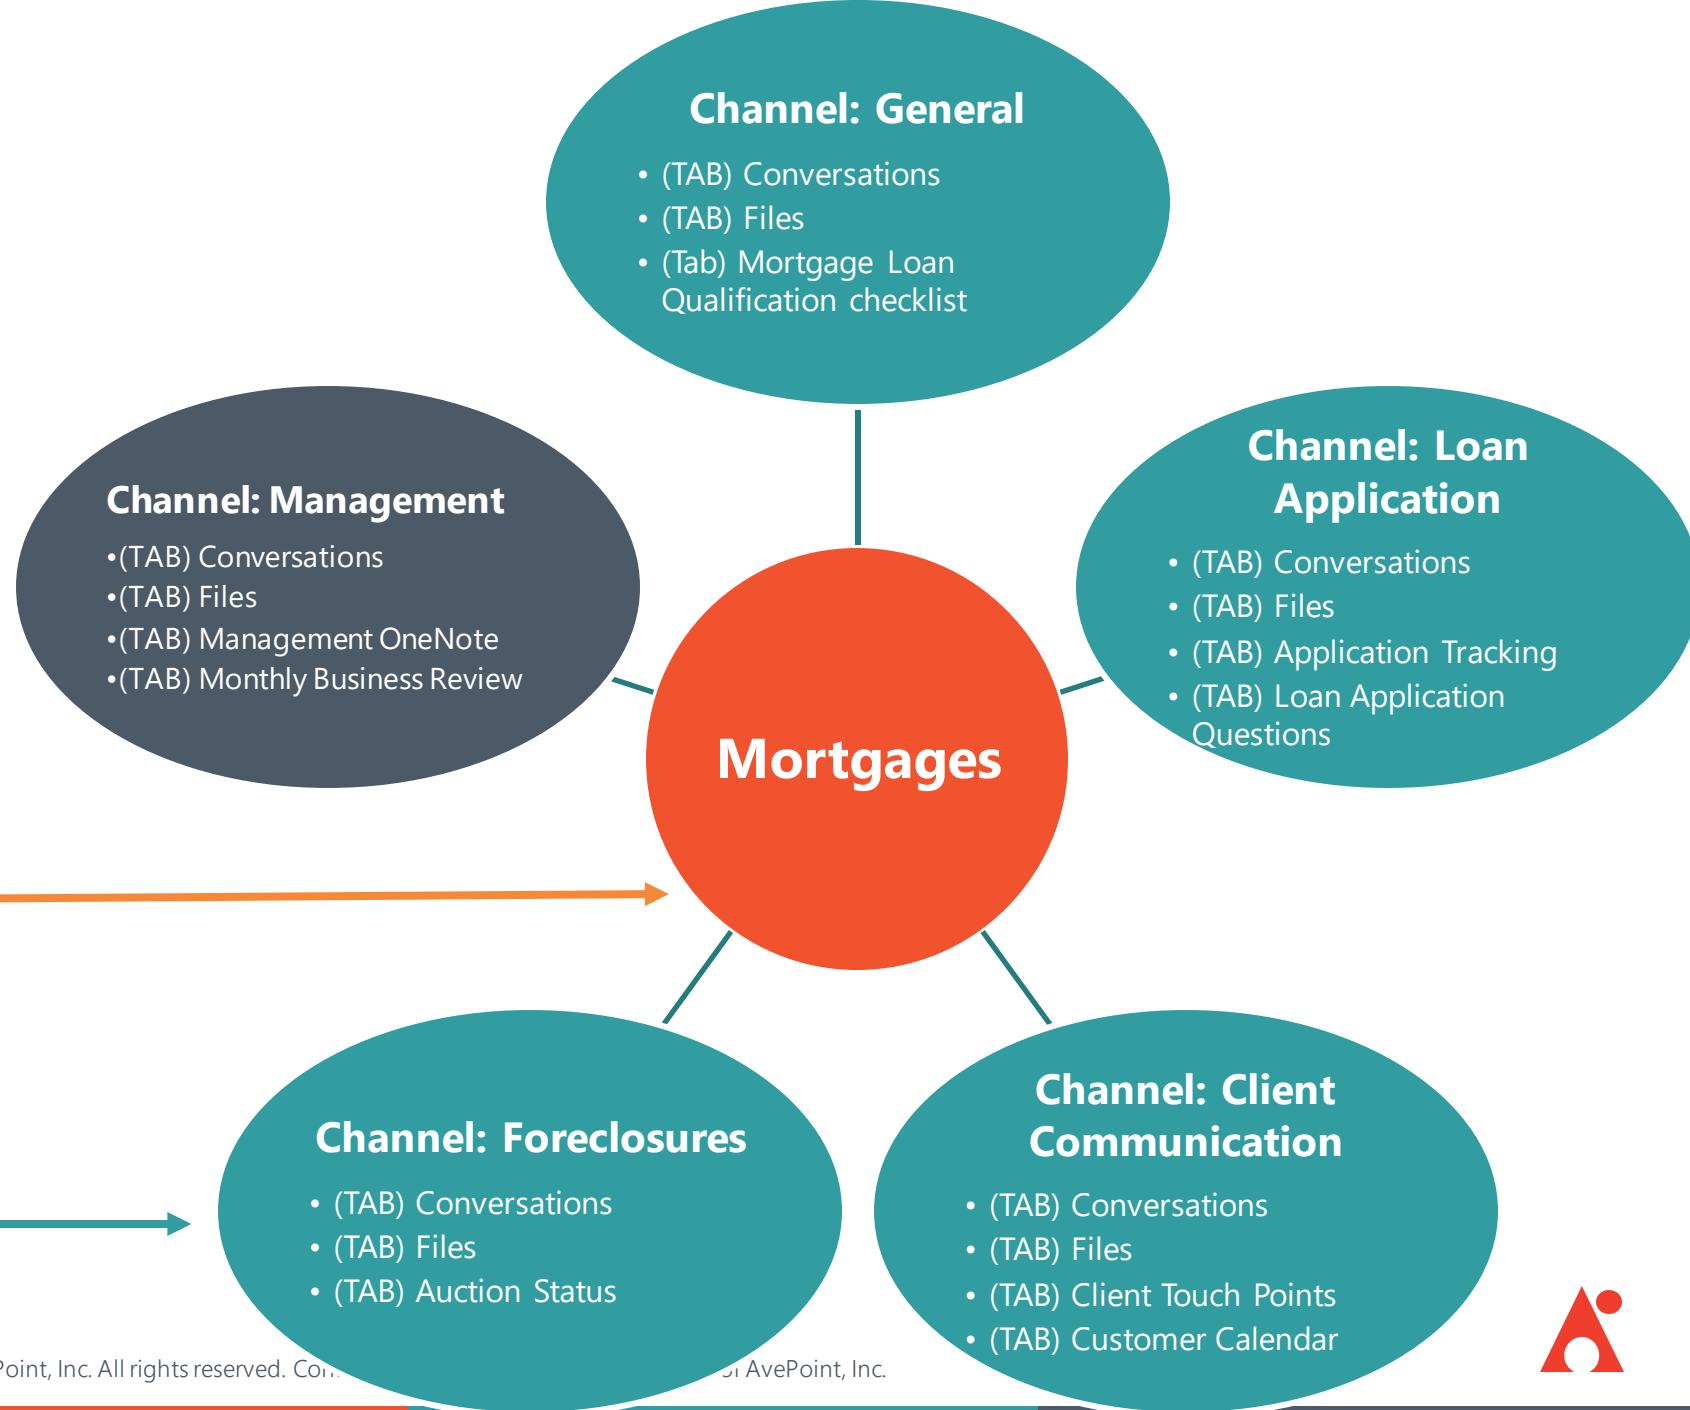 Channel: General
• (TAB) Conversations
• (TAB) Files
• (Tab) Mortgage Loan
Qualification checklist
Channel: Management
•(TAB) Conversations
•(TAB) Files
•(TAB) Management OneNote
•(TAB) Monthly Business Review
Channel: Loan
Application
• (TAB) Conversations
• (TAB) Files
• (TAB) Application Tracking
• (TAB) Loan Application
Questions
Mortgages
Channel: Foreclosures
• (TAB) Conversations
• (TAB) Files
• (TAB) Auction Status
Channel: Client
Communication
• (TAB) Conversations
• (TAB) Files
• (TAB) Client Touch Points
• (TAB) Customer Calendar
Point, Inc. All rights reserved. AvePoint, Inc.